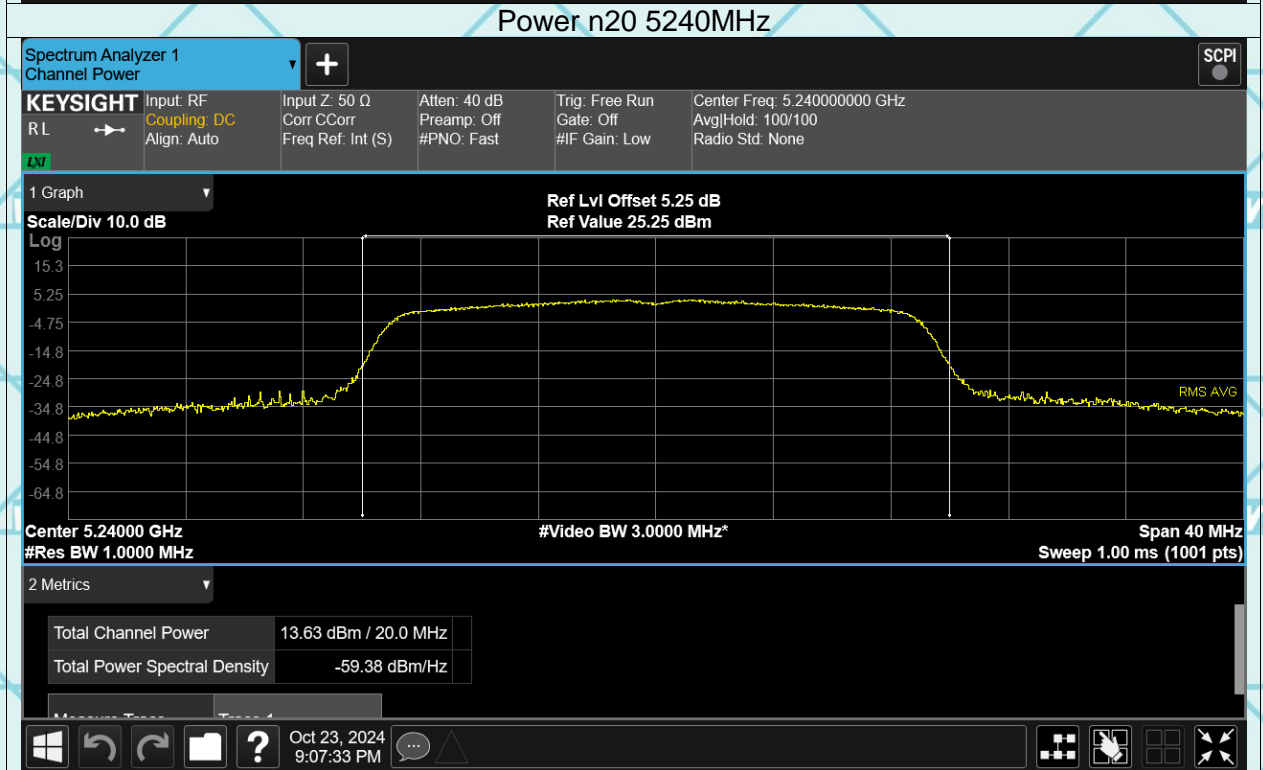 Power n20 5240MHz
Spectrum Analyzer 1
Channel Power
+
SCPI
KEYSIGHT
RL
LXI
Input: RF
Coupling: DC
Align: Auto
Input Z: 50 Ω
Corr CCorr
Freq Ref: Int (S)
Atten: 40 dB
Preamp: Off
#PNO: Fast
Trig: Free Run
Gate: Off
#IF Gain: Low
Center Freq: 5.240000000 GHz
Avg|Hold: 100/100
Radio Std: None
1 Graph
Scale/Div 10.0 dB
Ref Lvl Offset 5.25 dB
Ref Value 25.25 dBm
Log
15.3
5.25
-4.75
-14.8
-24.8
-34.8
-44.8
-54.8
-64.8
RMS AVG
Center 5.24000 GHz
#Res BW 1.0000 MHz
#Video BW 3.0000 MHz*
Span 40 MHz
Sweep 1.00 ms (1001 pts)
2 Metrics
Total Channel Power 13.63 dBm / 20.0 MHz
Total Power Spectral Density -59.38 dBm/Hz
?
Oct 23, 2024
9:07:33 PM